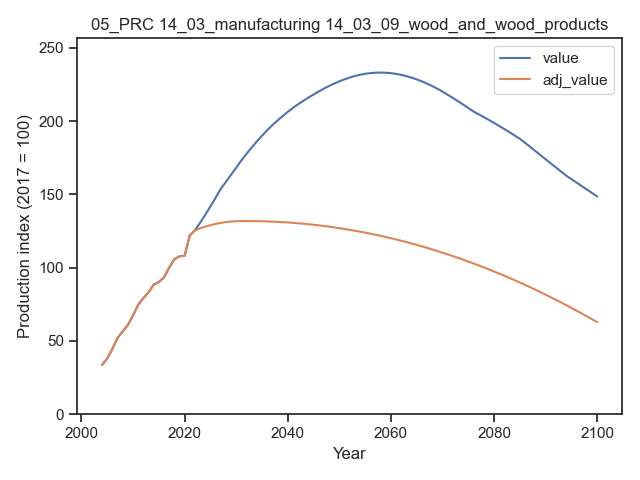 05_PRC 14_03_manufacturing 14_03_09_wood_and_wood_products
value
adj_value
Production index (2017 = 100)
250
200
150
100
50
0
2000 2020 2040 2060 2080 2100
Year